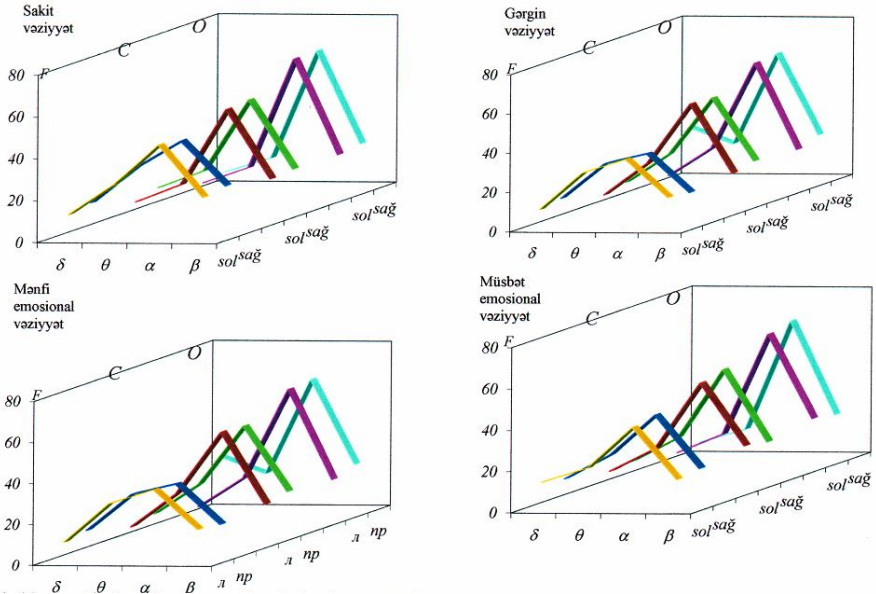 Sakit
vəziyyət
F C O
80
60
40
20
0
δ θ α β
sol sağ
sol sağ
sol sağ
Gərgin
vəziyyət
F C O
80
60
40
20
0
δ θ α β
sol sağ
sol sağ
sol sağ
Mənfi
emosional
vəziyyət
F C O
80
60
40
20
0
δ θ α β
л пр
л пр
л пр
Müsbət
emosional
vəziyyət
F C O
80
60
40
20
0
δ θ α β
sol sağ
sol sağ
sol sağ